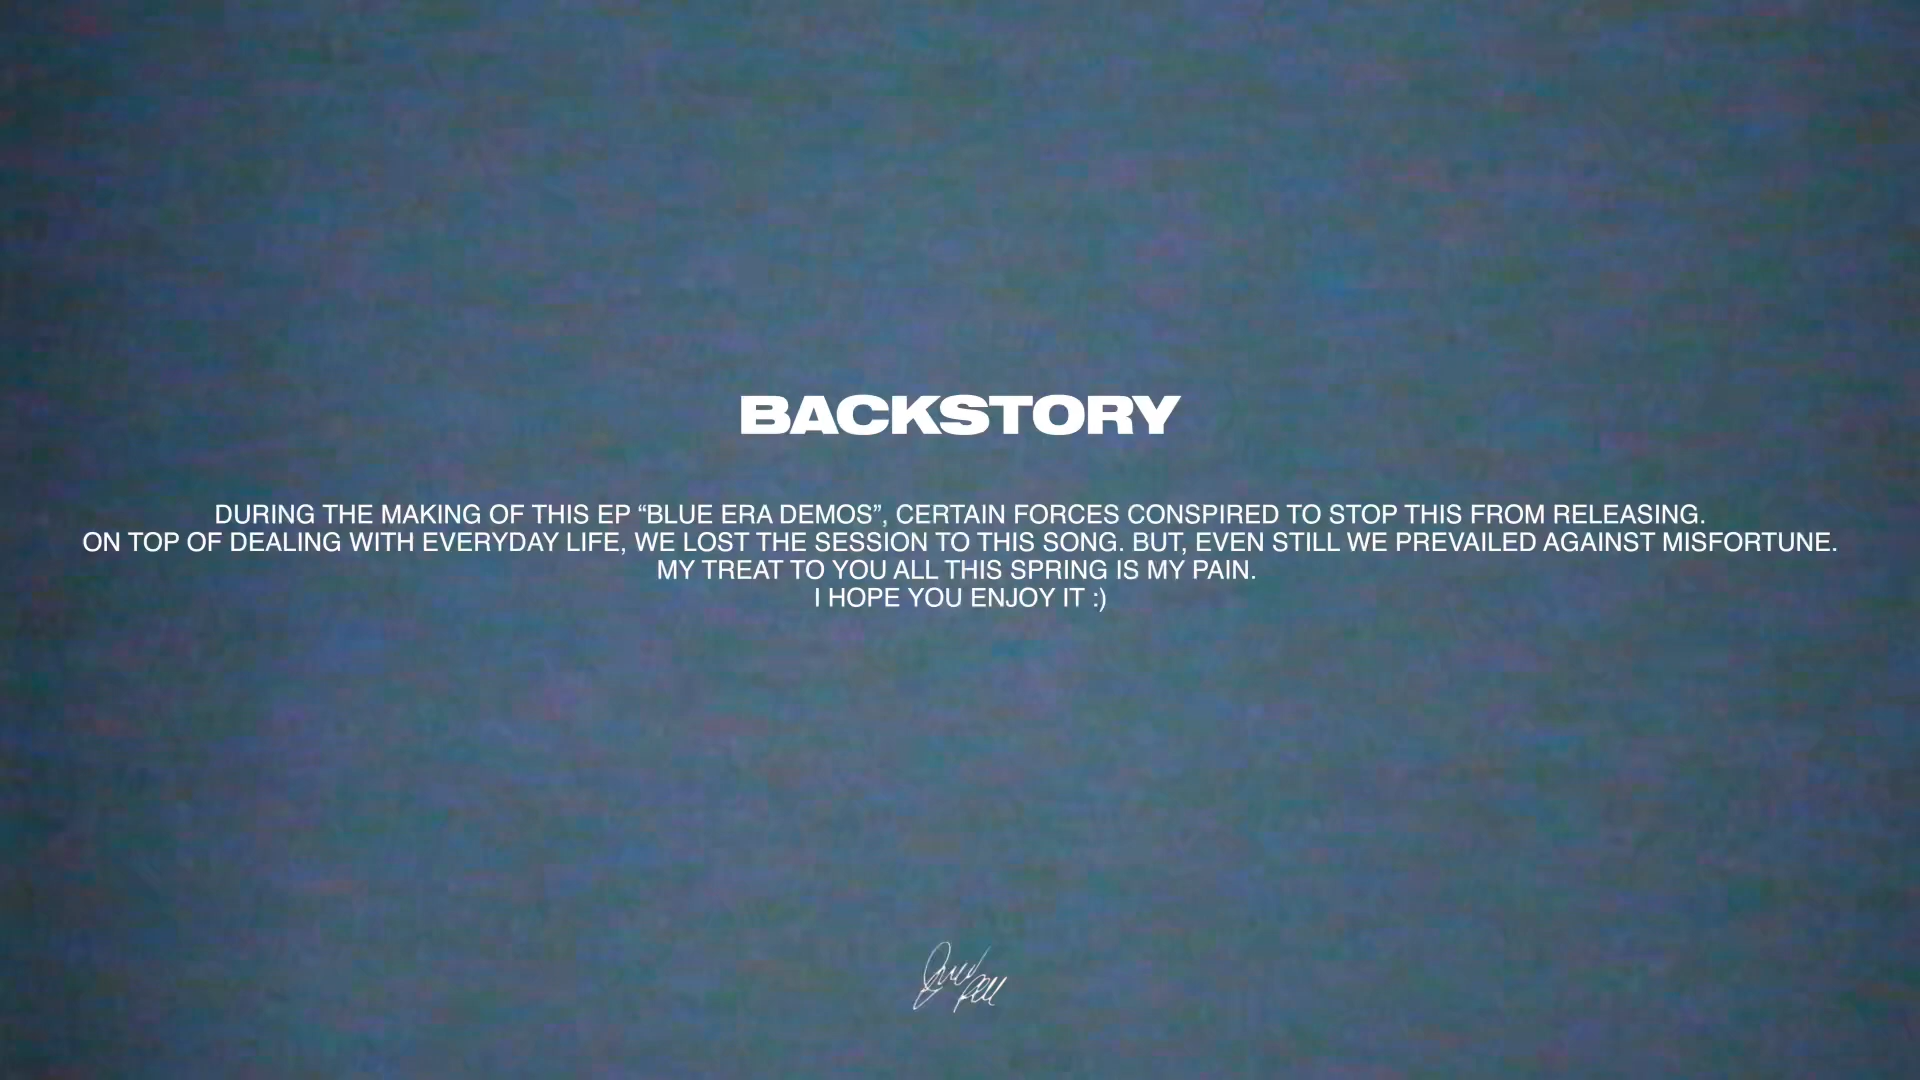 BACKSTORY
DURING THE MAKING OF THIS EP “BLUE ERA DEMOS”, CERTAIN FORCES CONSPIRED TO STOP THIS FROM RELEASING.
ON TOP OF DEALING WITH EVERYDAY LIFE, WE LOST THE SESSION TO THIS SONG. BUT, EVEN STILL WE PREVAILED AGAINST MISFORTUNE.
MY TREAT TO YOU ALL THIS SPRING IS MY PAIN.
I HOPE YOU ENJOY IT :)